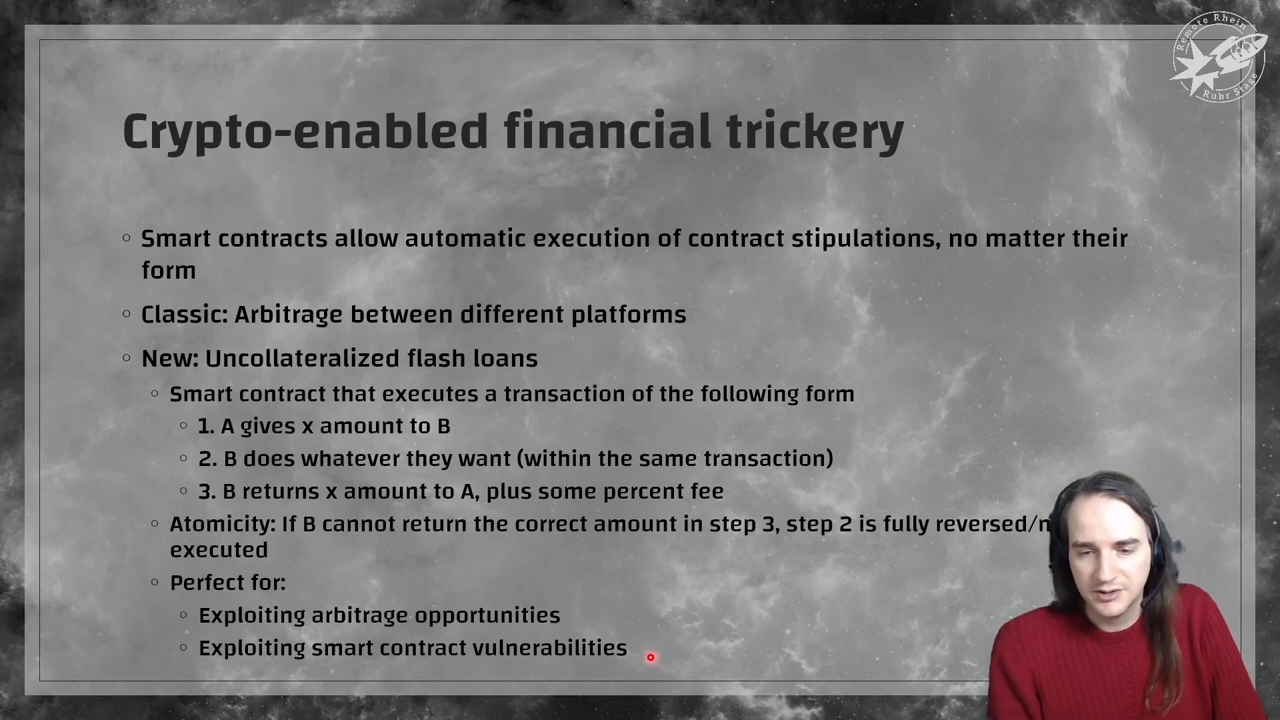 Remote Rhein
Ruhr Stage
Crypto-enabled financial trickery
Smart contracts allow automatic execution of contract stipulations, no matter their
form
Classic: Arbitrage between different platforms
New: Uncollateralized flash loans
Smart contract that executes a transaction of the following form
1. A gives x amount to B
2. B does whatever they want (within the same transaction)
3. B returns x amount to A, plus some percent fee
Atomicity: If B cannot return the correct amount in step 3, step 2 is fully reversed/n
executed
Perfect for:
Exploiting arbitrage opportunities
Exploiting smart contract vulnerabilities